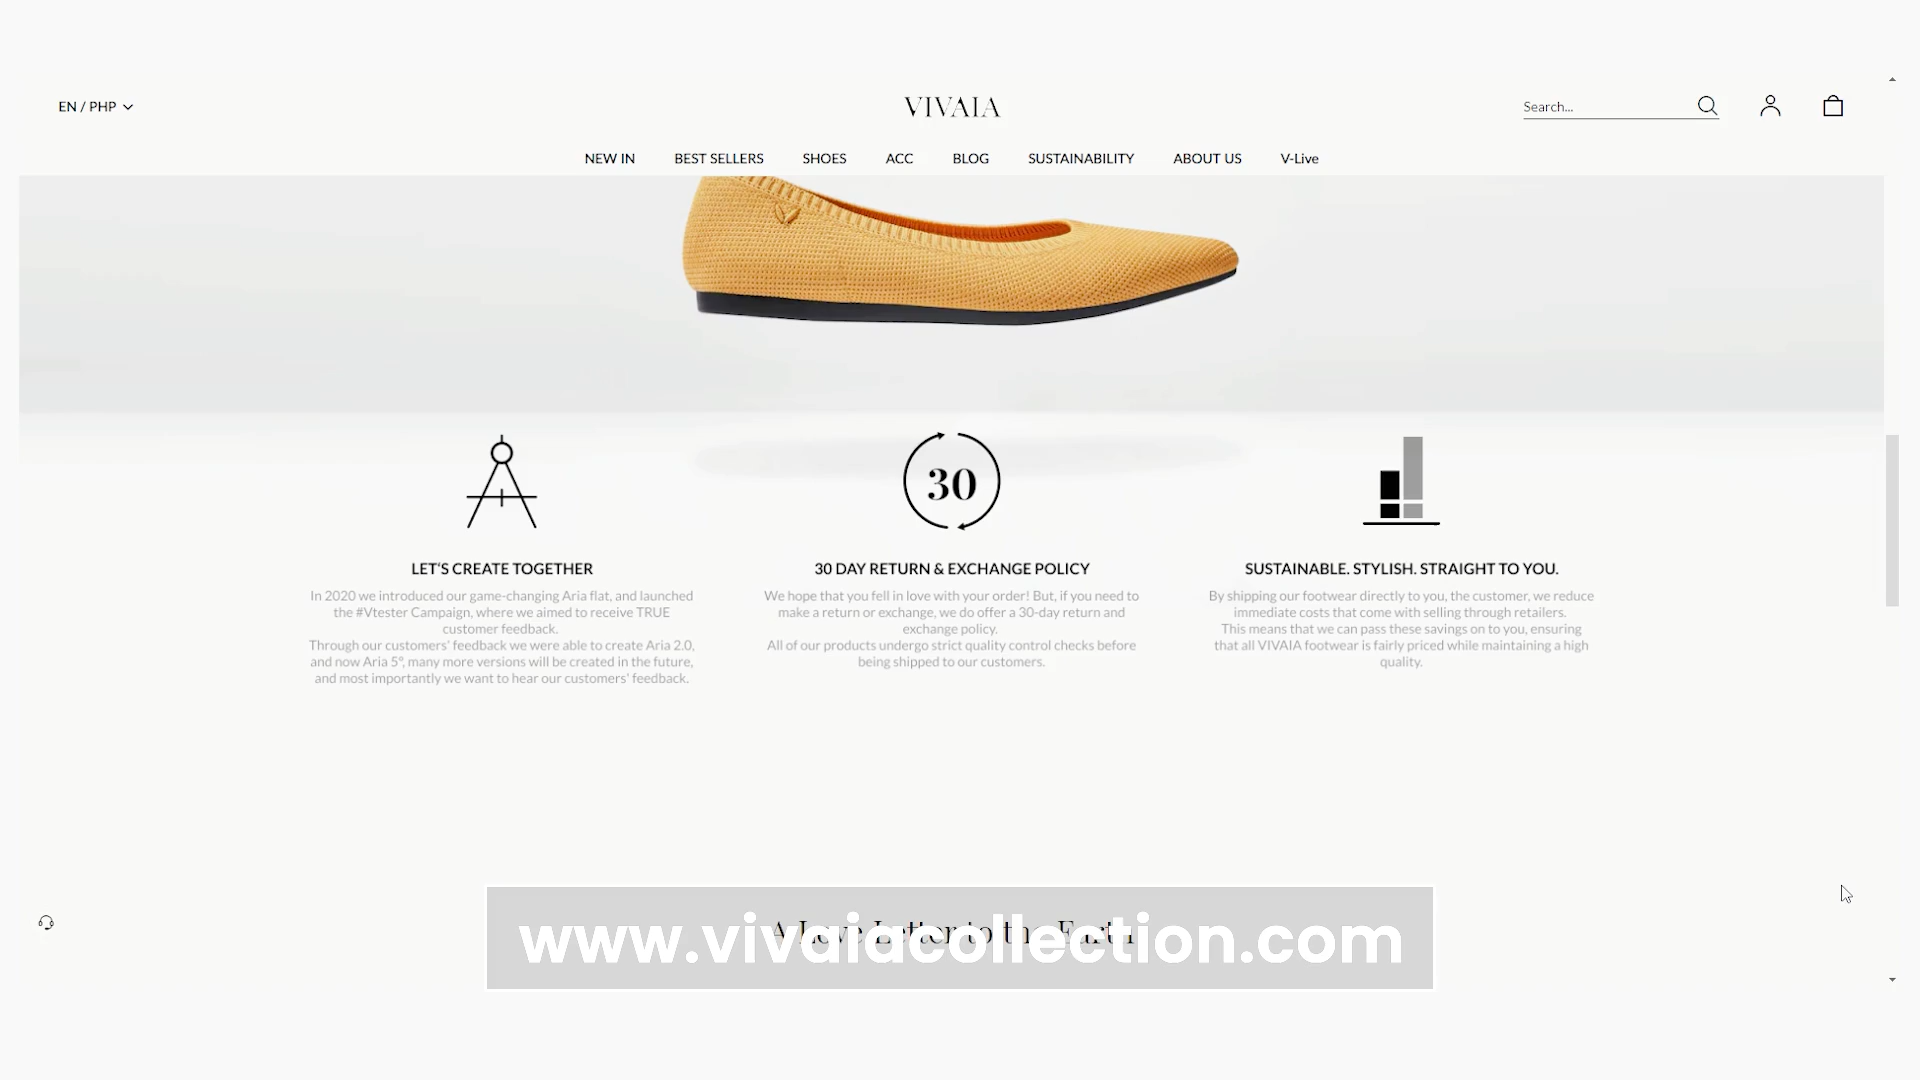 EN / PHP
VIVAIA
Search...
NEW IN
BEST SELLERS
SHOES
ACC
BLOG
SUSTAINABILITY
ABOUT US
V-Live
30
LET'S CREATE TOGETHER
In 2020 we introduced our game-changing Aria flat, and launched
the #Vtester Campaign, where we aimed to receive TRUE
customer feedback.
Through our customers' feedback we were able to create Aria 2.0,
and now Aria 5°, many more versions will be created in the future,
and most importantly we want to hear our customers' feedback.
30 DAY RETURN & EXCHANGE POLICY
We hope that you fell in love with your order! But, if you need to
make a return or exchange, we do offer a 30-day return and
exchange policy.
All of our products undergo strict quality control checks before
being shipped to our customers.
SUSTAINABLE. STYLISH. STRAIGHT TO YOU.
By shipping our footwear directly to you, the customer, we reduce
immediate costs that come with selling through retailers.
This means that we can pass these savings on to you, ensuring
that all VIVAIA footwear is fairly priced while maintaining a high
quality.
A Love Letter to the Earth
www.vivaiacollection.com